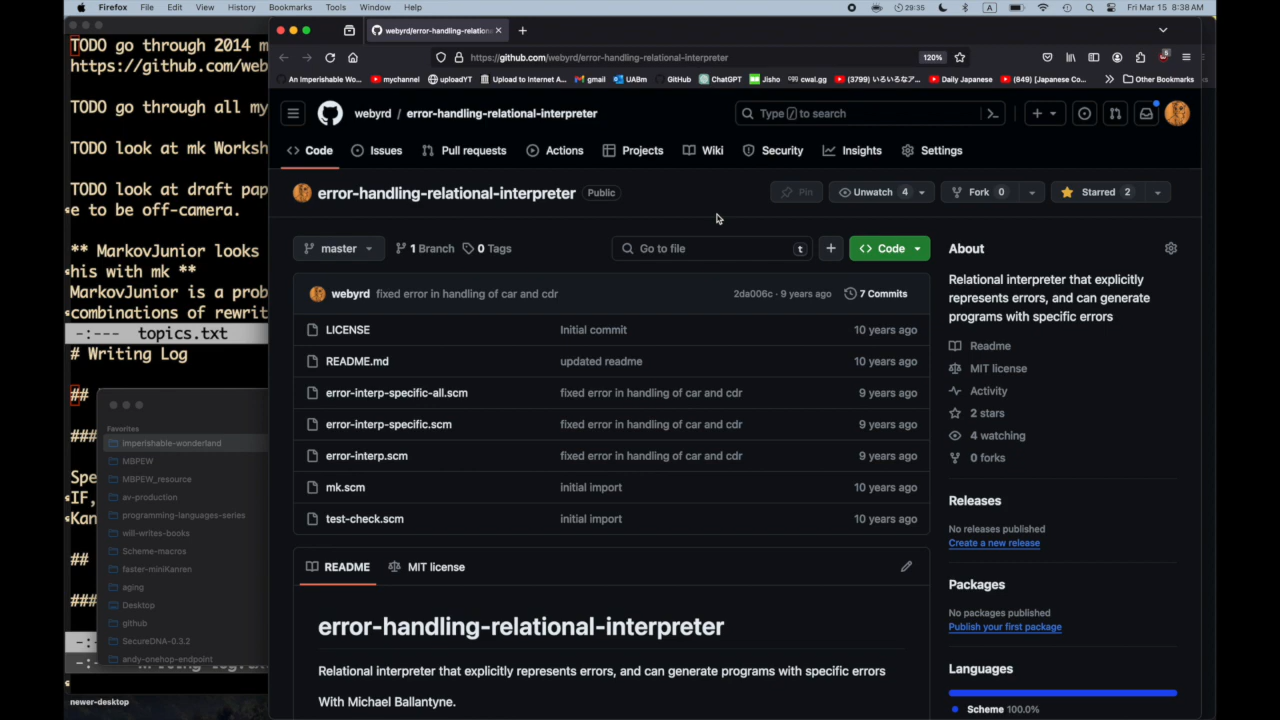 Firefox File Edit View History Bookmarks Tools Window Help 29:35 A Fri Mar 15 8:38 AM
webyrd/error-handling-relation
https://github.com/webyrd/error-handling-relational-interpreter 120% 5
An Imperishable Wo... mychannel uploadYT Upload to Internet A... gmail UABm GitHub ChatGPT Jisho cwal.gg (3799) いろいろなア... Daily Japanese (849) [Japanese Co... Other Bookmarks
webyrd / error-handling-relational-interpreter Type / to search
Code Issues Pull requests Actions Projects Wiki Security Insights Settings
error-handling-relational-interpreter Public Pin Unwatch 4 Fork 0 Starred 2
master 1 Branch 0 Tags Go to file t Code
webyrd fixed error in handling of car and cdr 2da006c · 9 years ago 7 Commits
LICENSE Initial commit 10 years ago
README.md updated readme 10 years ago
error-interp-specific-all.scm fixed error in handling of car and cdr 9 years ago
error-interp-specific.scm fixed error in handling of car and cdr 9 years ago
error-interp.scm fixed error in handling of car and cdr 9 years ago
mk.scm initial import 10 years ago
test-check.scm initial import 10 years ago
README MIT license
error-handling-relational-interpreter
Relational interpreter that explicitly represents errors, and can generate programs with specific errors
With Michael Ballantyne.
About
Relational interpreter that explicitly
represents errors, and can generate
programs with specific errors
Readme
MIT license
Activity
2 stars
4 watching
0 forks
Releases
No releases published
Create a new release
Packages
No packages published
Publish your first package
Languages
Scheme 100.0%
TODO go through 2014 m
https://github.com/web
TODO go through all my
TODO look at mk Worksh
TODO look at draft pap
e to be off-camera.
** MarkovJunior looks
his with mk **
MarkovJunior is a prob
combinations of rewrit
-:--- topics.txt
# Writing Log
##
###
Spe
IF,
Kan
##
###
Favorites
imperishable-wonderland
MBPEW
MBPEW_resource
av-production
programming-languages-series
will-writes-books
Scheme-macros
faster-miniKanren
aging
Desktop
github
SecureDNA-0.3.2
andy-onehop-endpoint
newer-desktop